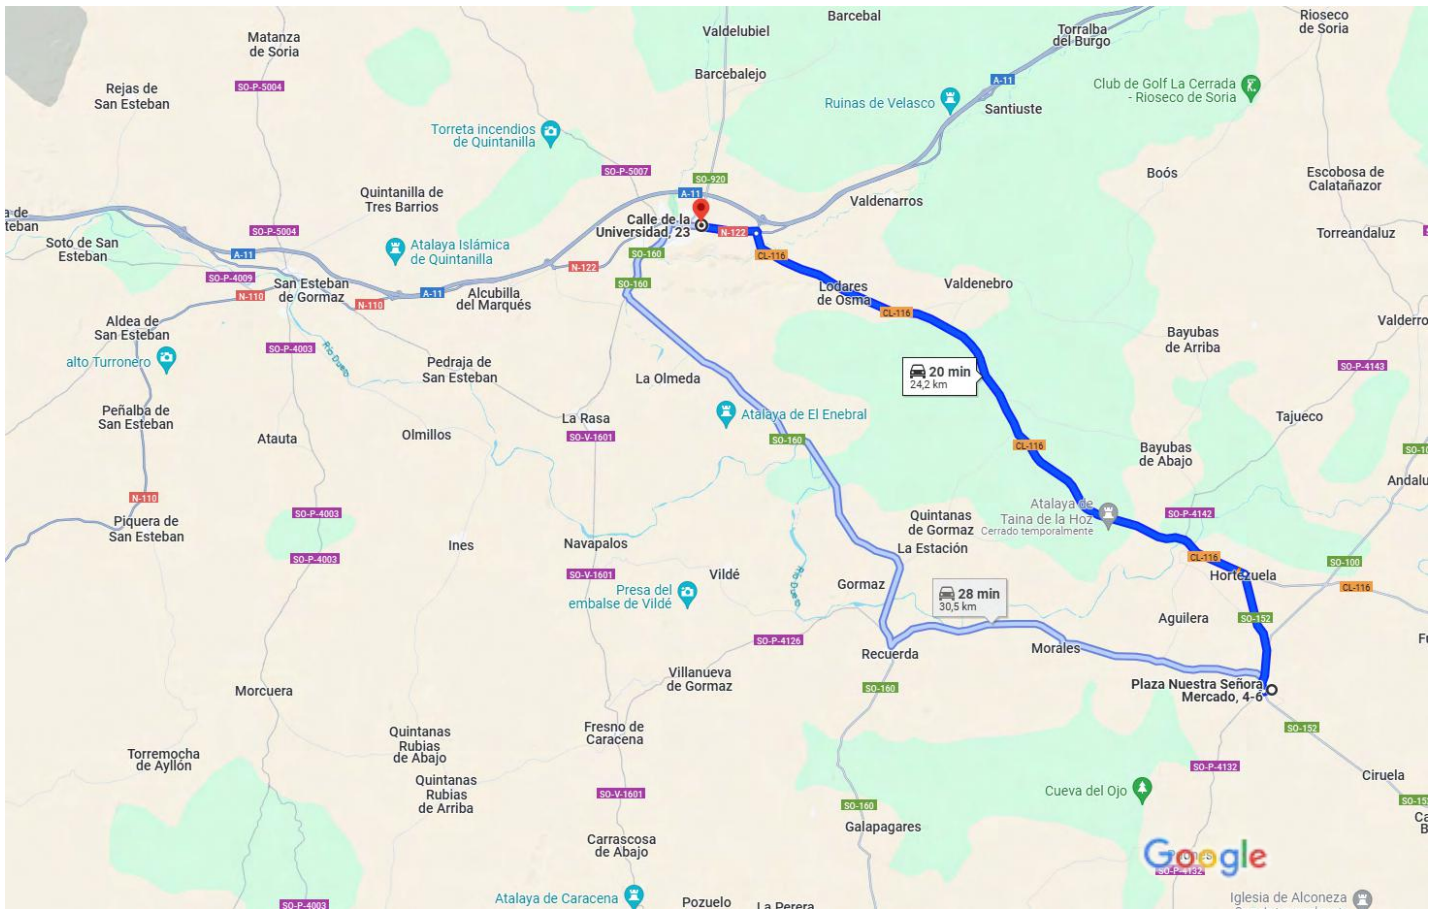 Barcebal
Rioseco
de Soria
Valdelubiel
Torralba
del Burgo
Matanza
de Soria
Barcebalejo
A-11
SO-P-5004
Rejas de
San Esteban
Club de Golf La Cerrada
- Rioseco de Soria
Ruinas de Velasco
Santiuste
Torreta incendios
de Quintanilla
SO-P-5007
SO-920
Boós
Escobosa de
Calatañazor
A-11
Quintanilla de
Tres Barrios
Valdenarros
Calle de la
Universidad, 23
N-122
SO-P-5004
Torreandaluz
Soto de San
Esteban
A-11
Atalaya Islámica
de Quintanilla
SO-160
CL-116
N-122
SO-P-4009
San Esteban
de Gormaz
N-110
A-11
N-110
Alcubilla
del Marqués
SO-160
Lodares
de Osma
Valdenebro
CL-116
Aldea de
San Esteban
Bayubas
de Arriba
SO-P-4003
Río Duero
alto Turronero
Pedraja de
San Esteban
La Olmeda
20 min
24,2 km
SO-P-4143
Peñalba de
San Esteban
Atalaya de El Enebral
Tajueco
La Rasa
Atauta
Olmillos
SO-V-1601
SO-160
CL-116
Bayubas
de Abajo
N-110
Atalaya de
Taina de la Hoz
Cerrado temporalmente
SO-P-4003
SO-P-4142
Piquera de
San Esteban
Quintanas
de Gormaz
La Estación
Ines
Navapalos
SO-P-4003
CL-116
SO-100
Hortezuela
CL-116
SO-V-1601
Vildé
Río Duero
Gormaz
Presa del
embalse de Vildé
28 min
30,5 km
Aguilera
SO-152
SO-P-4126
Recuerda
Morales
Villanueva
de Gormaz
SO-160
Plaza Nuestra Señora
Mercado, 4-6
Morcuera
Fresno de
Caracena
SO-152
Quintanas
Rubias
de Abajo
Torremocha
de Ayllón
SO-P-4132
Ciruela
Quintanas
Rubias
de Arriba
SO-V-1601
Cueva del Ojo
SO-160
Galapagares
Carrascosa
de Abajo
Google
SO-P-4132
Atalaya de Caracena
Pozuelo
La Perera
Iglesia de Alconeza
SO-P-4003